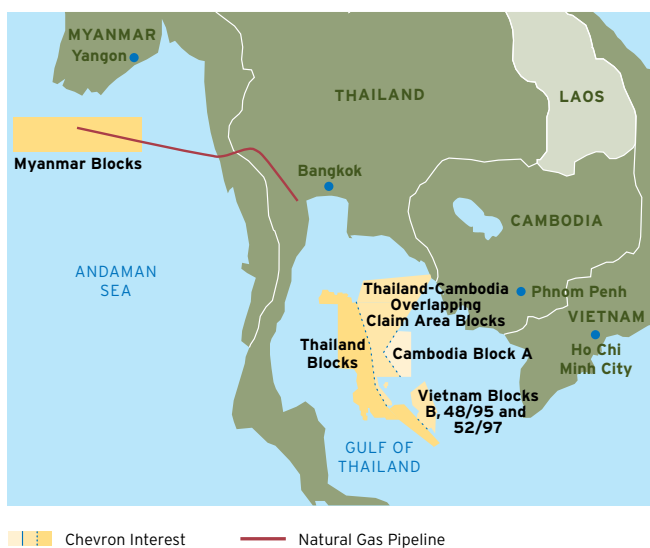 MYANMAR
Yangon
THAILAND
LAOS
Myanmar Blocks
Bangkok
CAMBODIA
ANDAMAN
SEA
Thailand-Cambodia
Overlapping
Claim Area Blocks
Phnom Penh
VIETNAM
Thailand
Blocks
Cambodia Block A
Ho Chi
Minh City
Vietnam Blocks
B, 48/95 and
52/97
GULF OF
THAILAND
Chevron Interest
Natural Gas Pipeline